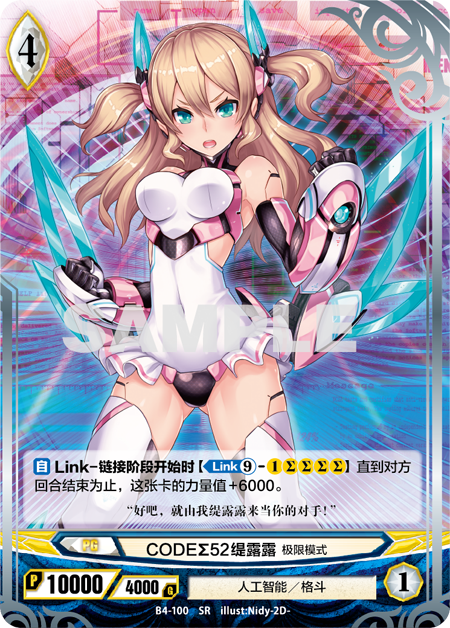 4
SAMPLE
自 Link-链接阶段开始时【Link 9-1ΣΣΣΣ】直到对方
回合结束为止，这张卡的力量值+6000。
“好吧，就由我缇露露来当你的对手！”
PG CODEΣ52缇露露 极限模式
P 10000 / 4000 G 人工智能／格斗 1
B4-100 SR illust:Nidy-2D-